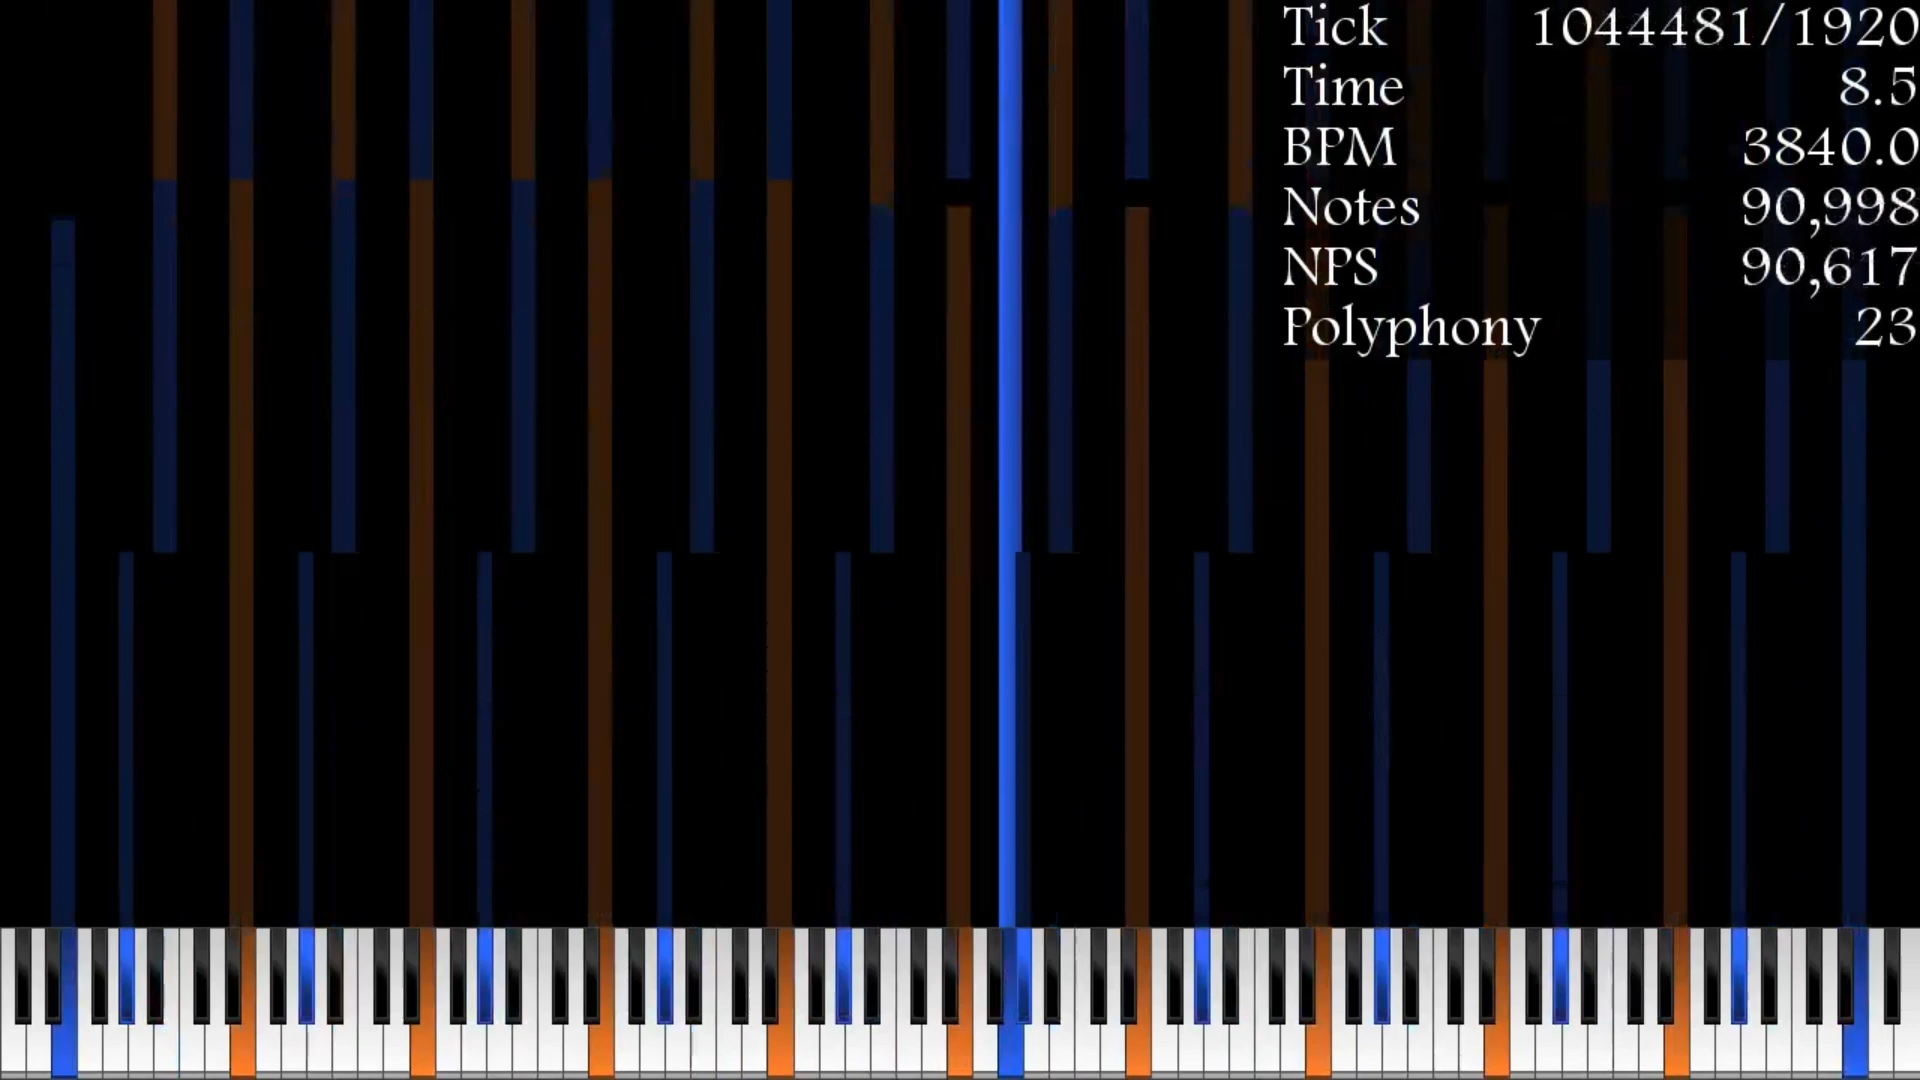 Tick 1044481/1920
Time 8.5
BPM 3840.0
Notes 90,998
NPS 90,617
Polyphony 23